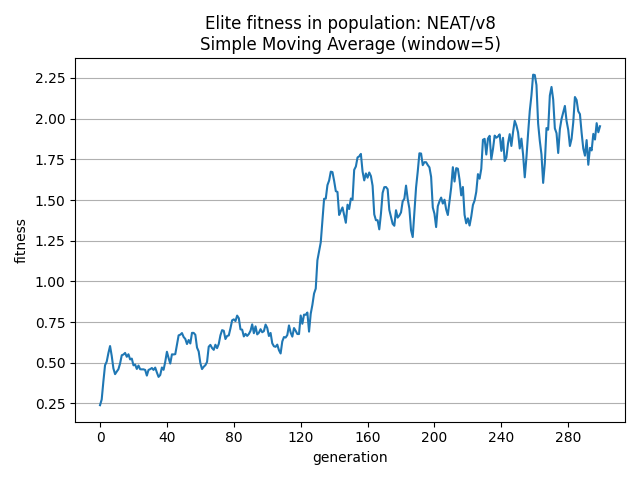 Elite fitness in population: NEAT/v8
Simple Moving Average (window=5)
fitness
2.25
2.00
1.75
1.50
1.25
1.00
0.75
0.50
0.25
0 40 80 120 160 200 240 280
generation